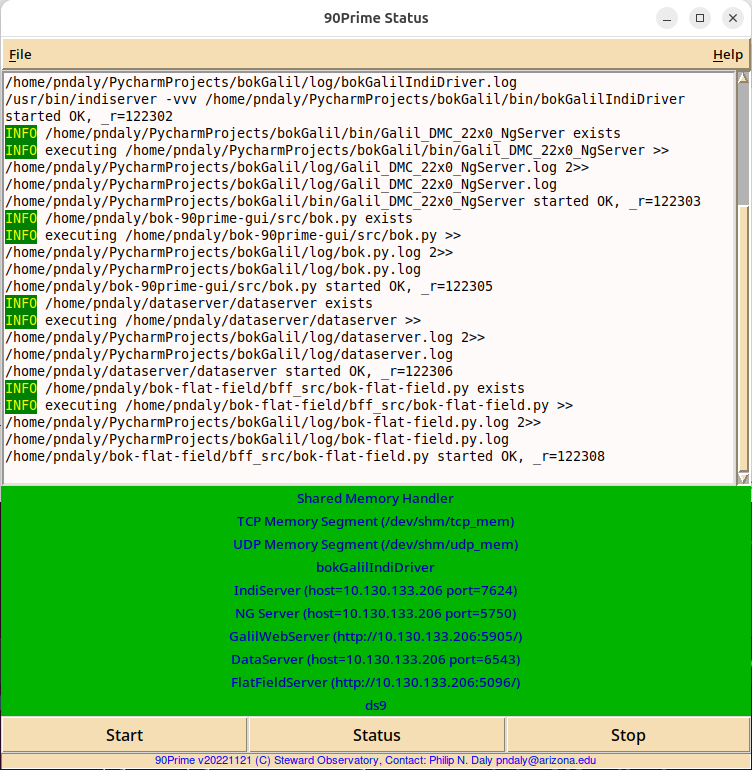 90Prime Status
File Help
/home/pndaly/PycharmProjects/bokGalil/log/bokGalilIndiDriver.log
/usr/bin/indiserver -vvv /home/pndaly/PycharmProjects/bokGalil/bin/bokGalilIndiDriver
started OK, _r=122302
INFO /home/pndaly/PycharmProjects/bokGalil/bin/Galil_DMC_22x0_NgServer exists
INFO executing /home/pndaly/PycharmProjects/bokGalil/bin/Galil_DMC_22x0_NgServer >>
/home/pndaly/PycharmProjects/bokGalil/log/Galil_DMC_22x0_NgServer.log 2>>
/home/pndaly/PycharmProjects/bokGalil/log/Galil_DMC_22x0_NgServer.log
/home/pndaly/PycharmProjects/bokGalil/bin/Galil_DMC_22x0_NgServer started OK, _r=122303
INFO /home/pndaly/bok-90prime-gui/src/bok.py exists
INFO executing /home/pndaly/bok-90prime-gui/src/bok.py >>
/home/pndaly/PycharmProjects/bokGalil/log/bok.py.log 2>>
/home/pndaly/PycharmProjects/bokGalil/log/bok.py.log
/home/pndaly/bok-90prime-gui/src/bok.py started OK, _r=122305
INFO /home/pndaly/dataserver/dataserver exists
INFO executing /home/pndaly/dataserver/dataserver >>
/home/pndaly/PycharmProjects/bokGalil/log/dataserver.log 2>>
/home/pndaly/PycharmProjects/bokGalil/log/dataserver.log
/home/pndaly/dataserver/dataserver started OK, _r=122306
INFO /home/pndaly/bok-flat-field/bff_src/bok-flat-field.py exists
INFO executing /home/pndaly/bok-flat-field/bff_src/bok-flat-field.py >>
/home/pndaly/PycharmProjects/bokGalil/log/bok-flat-field.py.log 2>>
/home/pndaly/PycharmProjects/bokGalil/log/bok-flat-field.py.log
/home/pndaly/bok-flat-field/bff_src/bok-flat-field.py started OK, _r=122308
Shared Memory Handler
TCP Memory Segment (/dev/shm/tcp_mem)
UDP Memory Segment (/dev/shm/udp_mem)
bokGalilIndiDriver
IndiServer (host=10.130.133.206 port=7624)
NG Server (host=10.130.133.206 port=5750)
GalilWebServer (http://10.130.133.206:5905/)
DataServer (host=10.130.133.206 port=6543)
FlatFieldServer (http://10.130.133.206:5096/)
ds9
Start Status Stop
90Prime v20221121 (C) Steward Observatory, Contact: Philip N. Daly pndaly@arizona.edu